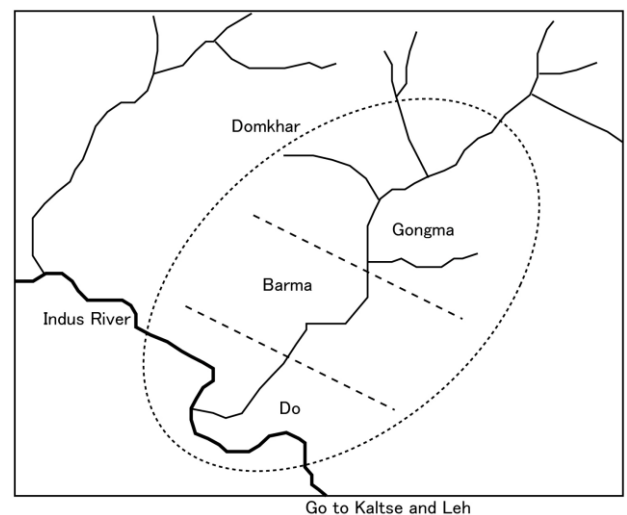 Domkhar
Gongma
Barma
Indus River
Do
Go to Kaltse and Leh